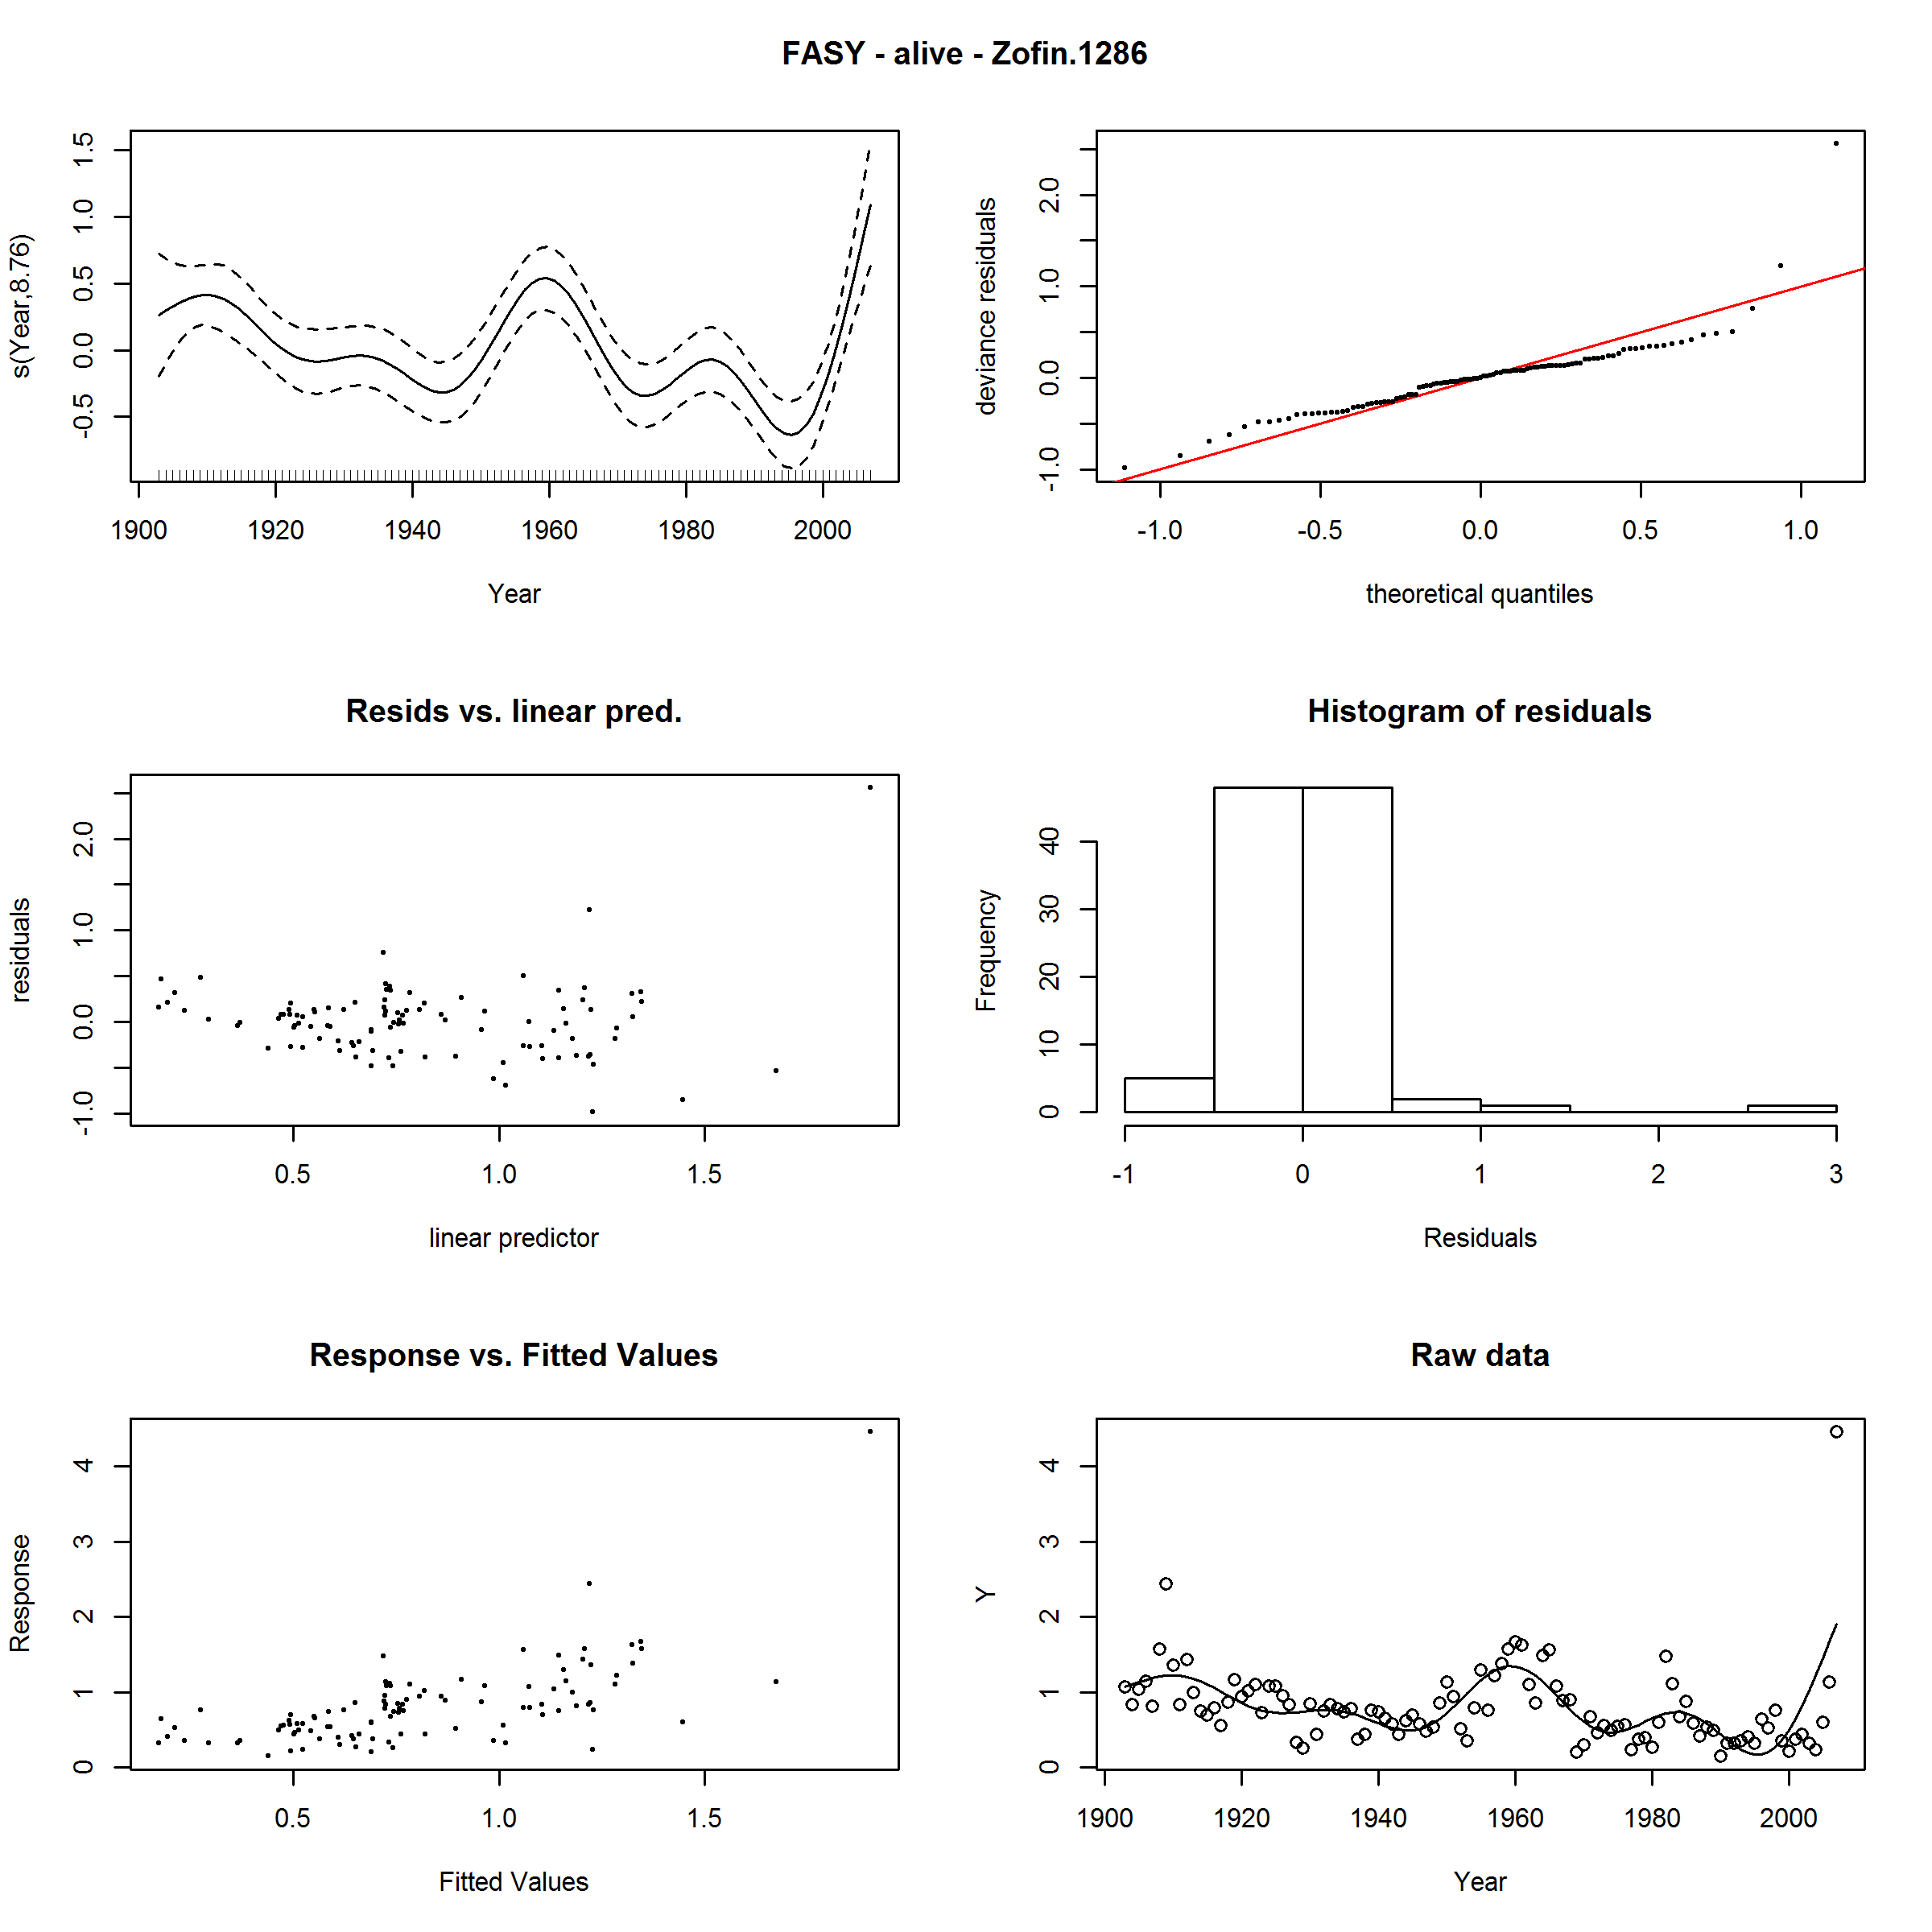 FASY - alive - Zofin.1286
s(Year,8.76)
1.5
1.0
0.5
0.0
-0.5
1900 1920 1940 1960 1980 2000
Year
deviance residuals
2.0
1.0
0.0
-1.0
-1.0 -0.5 0.0 0.5 1.0
theoretical quantiles
Resids vs. linear pred.
residuals
2.0
1.0
0.0
-1.0
0.5 1.0 1.5
linear predictor
Histogram of residuals
Frequency
40
30
20
10
0
-1 0 1 2 3
Residuals
Response vs. Fitted Values
Response
4
3
2
1
0
0.5 1.0 1.5
Fitted Values
Raw data
Y
4
3
2
1
0
1900 1920 1940 1960 1980 2000
Year